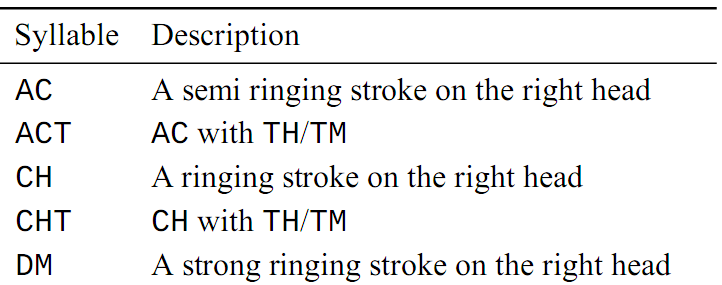 Syllable Description
AC A semi ringing stroke on the right head
ACT AC with TH/TM
CH A ringing stroke on the right head
CHT CH with TH/TM
DM A strong ringing stroke on the right head